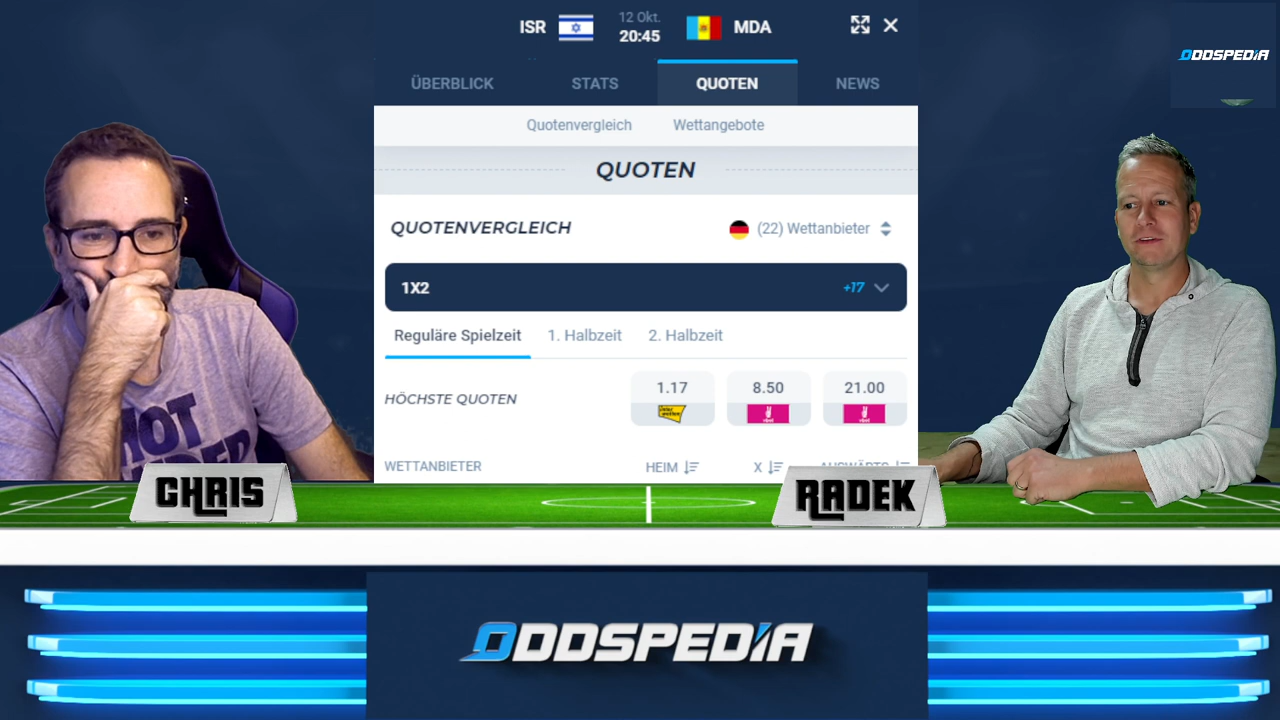 ISR 12 Okt. MDA
20:45
ODDSPEDIA
ÜBERBLICK STATS QUOTEN NEWS
Quotenvergleich Wettangebote
QUOTEN
QUOTENVERGLEICH (22) Wettanbieter
1X2 +17
Reguläre Spielzeit 1. Halbzeit 2. Halbzeit
1.17 8.50 21.00
HÖCHSTE QUOTEN
WETTANBIETER HEIM X AUSWÄRTS
HOT
CHRIS RADEK
ODDSPEDIA